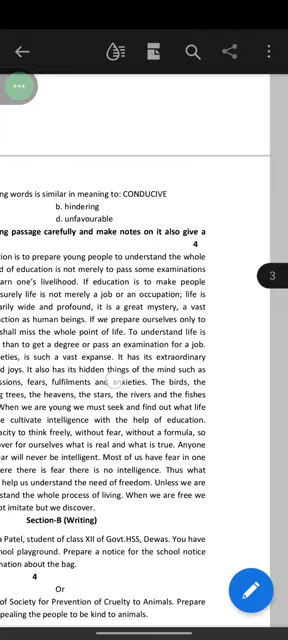 ng words is similar in meaning to: CONDUCIVE
b. hindering
d. unfavourable
ng passage carefully and make notes on it also give a
4
ion is to prepare young people to understand the whole
d of education is not merely to pass some examinations
arn one's livelihood. If education is to make people
surely life is not merely a job or an occupation; life is
arily wide and profound, it is a great mystery, a vast
nction as human beings. If we prepare ourselves only to
shall miss the whole point of life. To understand life is
than to get a degree or pass an examination for a job.
eties, is such a vast expanse. It has its extraordinary
d joys. It also has its hidden things of the mind such as
ssions, fears, fulfilments and anxieties. The birds, the
g trees, the heavens, the stars, the rivers and the fishes
When we are young we must seek and find out what life
e cultivate intelligence with the help of education.
acity to think freely, without fear, without a formula, so
over for ourselves what is real and what is true. Anyone
ear will never be intelligent. Most of us have fear in one
ere there is fear there is no intelligence. Thus what
help us understand the need of freedom. Unless we are
stand the whole process of living. When we are free we
ot imitate but we discover.
Section-B (Writing)
a Patel, student of class XII of Govt.HSS, Dewas. You have
hool playground. Prepare a notice for the school notice
mation about the bag.
4
Or
of Society for Prevention of Cruelty to Animals. Prepare
ppealing the people to be kind to animals.
3